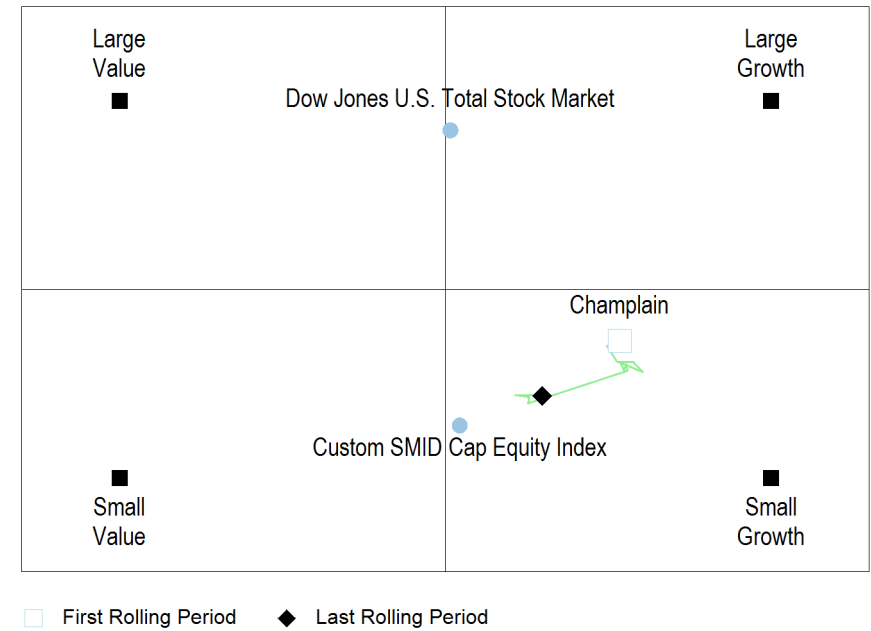 Large
Value
Large
Growth
Dow Jones U.S. Total Stock Market
Champlain
Custom SMID Cap Equity Index
Small
Value
Small
Growth
First Rolling Period
Last Rolling Period